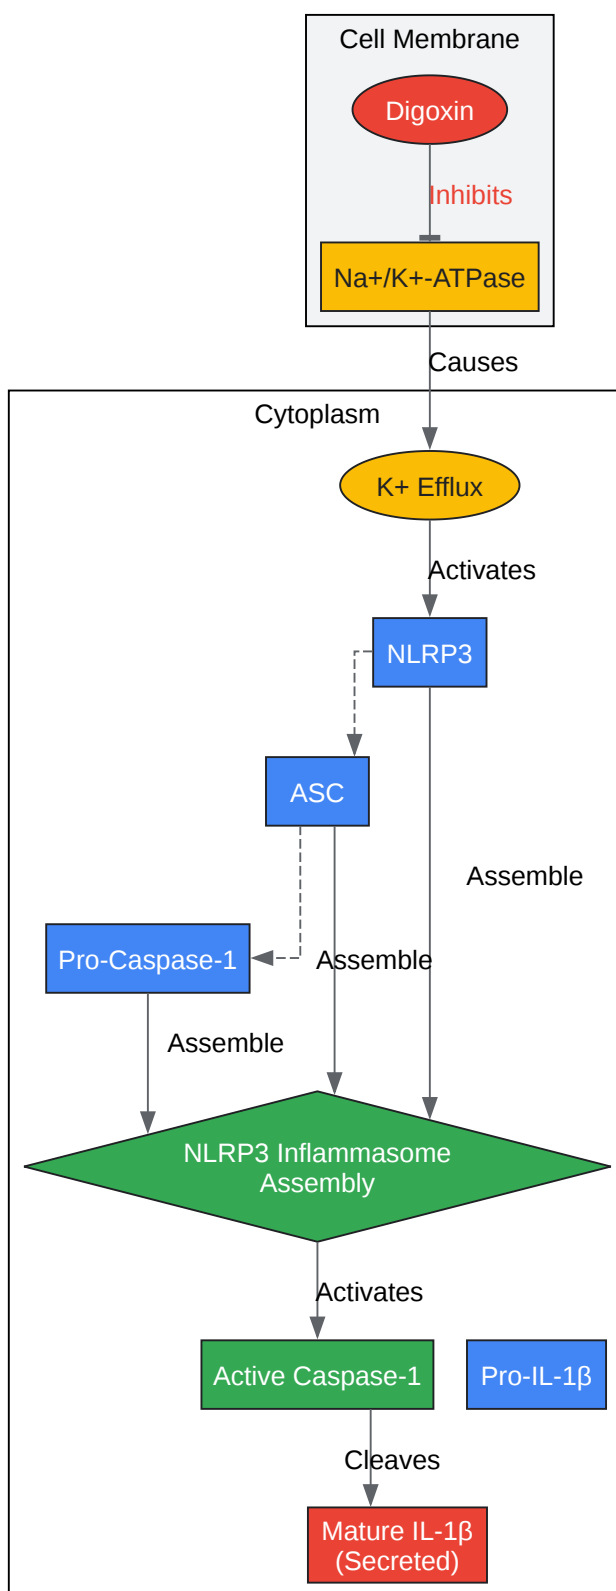 Cell Membrane
Digoxin
Inhibits
Na+/K+-ATPase
Causes
Cytoplasm
K+ Efflux
Activates
NLRP3
ASC
Assemble
Pro-Caspase-1
Assemble
Assemble
NLRP3 Inflammasome
Assembly
Activates
Active Caspase-1
Pro-IL-1β
Cleaves
Mature IL-1β
(Secreted)